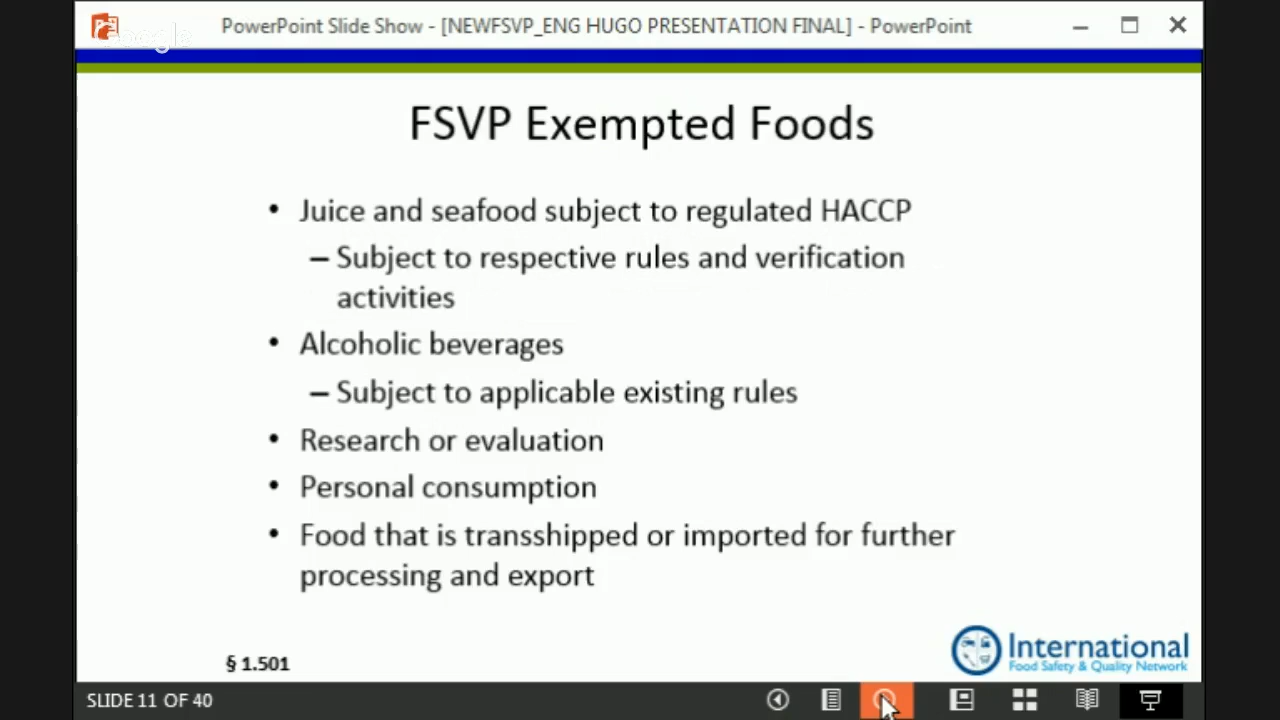 PowerPoint Slide Show - [NEWFSVP_ENG HUGO PRESENTATION FINAL] - PowerPoint
Google
FSVP Exempted Foods
• Juice and seafood subject to regulated HACCP
– Subject to respective rules and verification
activities
• Alcoholic beverages
– Subject to applicable existing rules
• Research or evaluation
• Personal consumption
• Food that is transshipped or imported for further
processing and export
§ 1.501
International
Food Safety & Quality Network
SLIDE 11 OF 40